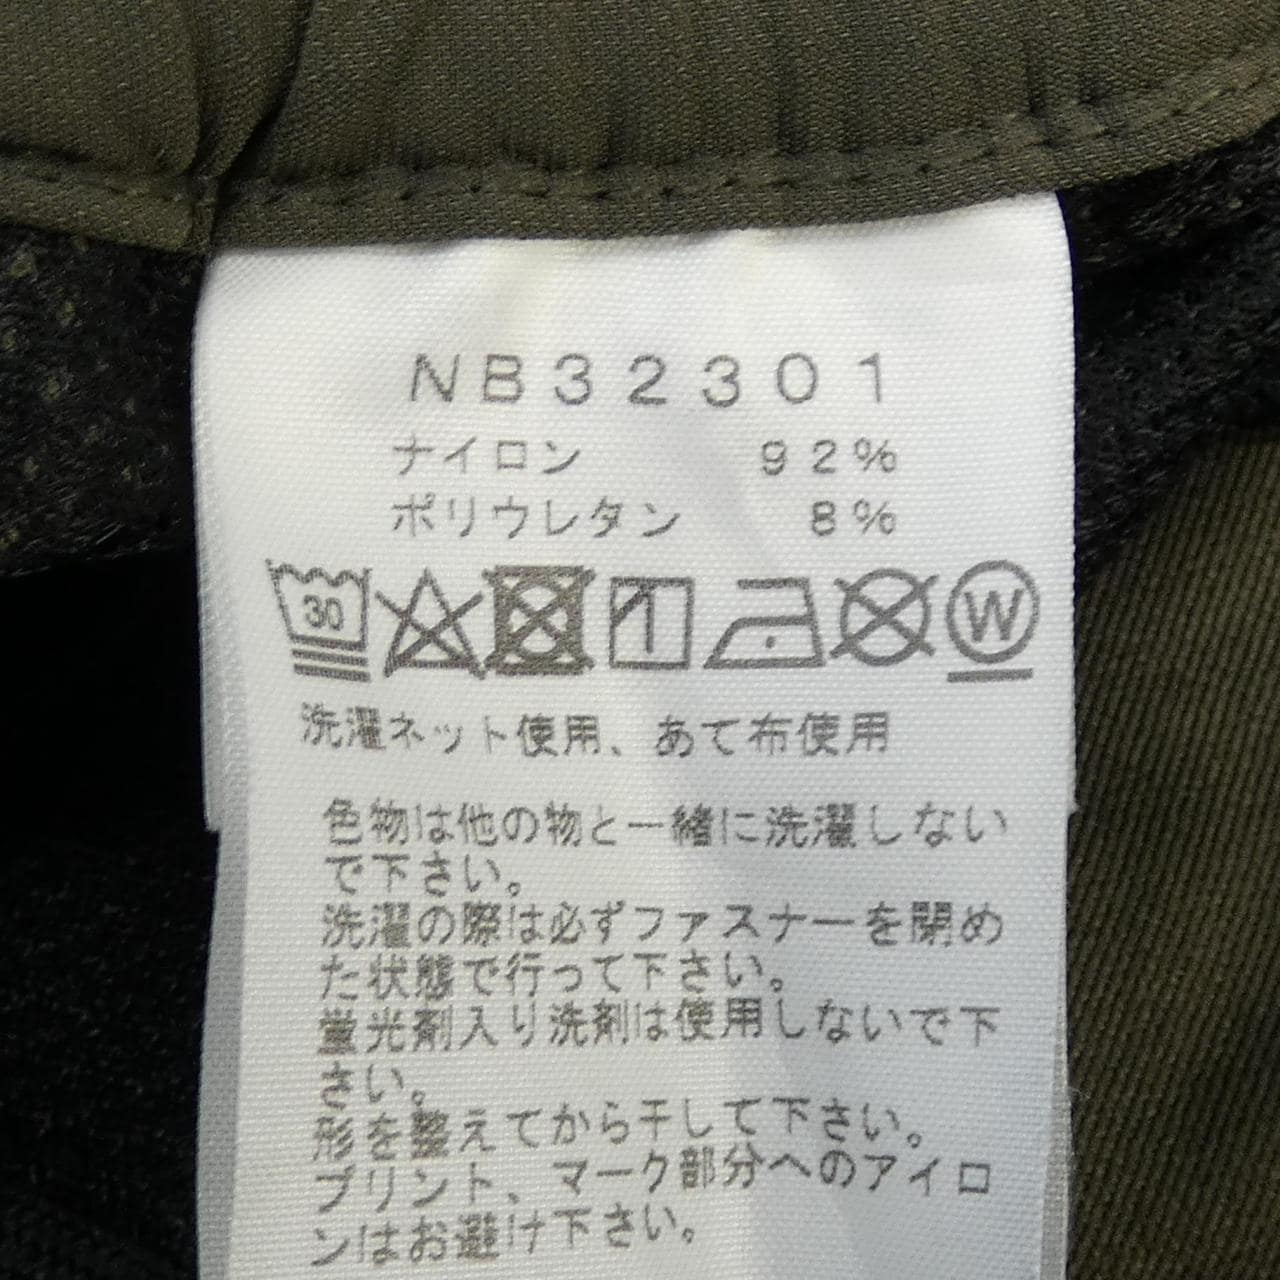 NB32301
ナイロン 92%
ポリウレタン 8%
30 W
洗濯ネット使用、あて布使用
色物は他の物と一緒に洗濯しない
で下さい。
洗濯の際は必ずファスナーを閉め
た状態で行って下さい。
蛍光剤入り洗剤は使用しないで下
さい。
形を整えてから干して下さい。
プリント、マーク部分へのアイロ
ンはお避け下さい。